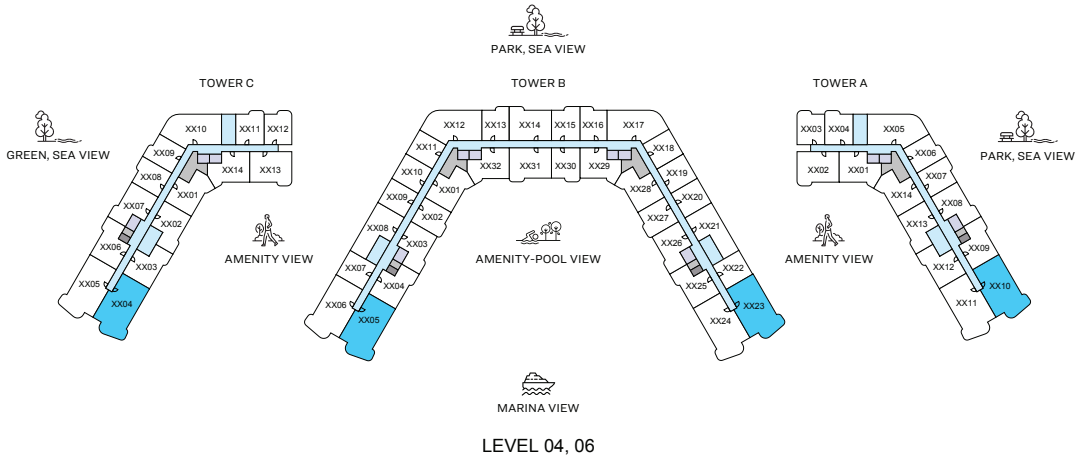 PARK, SEA VIEW
TOWER C
TOWER B
TOWER A
GREEN, SEA VIEW
PARK, SEA VIEW
XX10
XX11
XX12
XX09
XX14
XX13
XX08
XX01
XX07
XX02
XX06
XX03
XX05
XX04
AMENITY VIEW
XX12
XX13
XX14
XX15
XX16
XX17
XX11
XX32
XX31
XX30
XX29
XX18
XX10
XX01
XX28
XX19
XX09
XX02
XX27
XX20
XX08
XX03
XX26
XX21
XX07
XX04
XX25
XX22
XX06
XX05
XX24
XX23
AMENITY-POOL VIEW
AMENITY VIEW
XX03
XX04
XX05
XX02
XX01
XX06
XX14
XX07
XX13
XX08
XX12
XX09
XX11
XX10
MARINA VIEW
LEVEL 04, 06